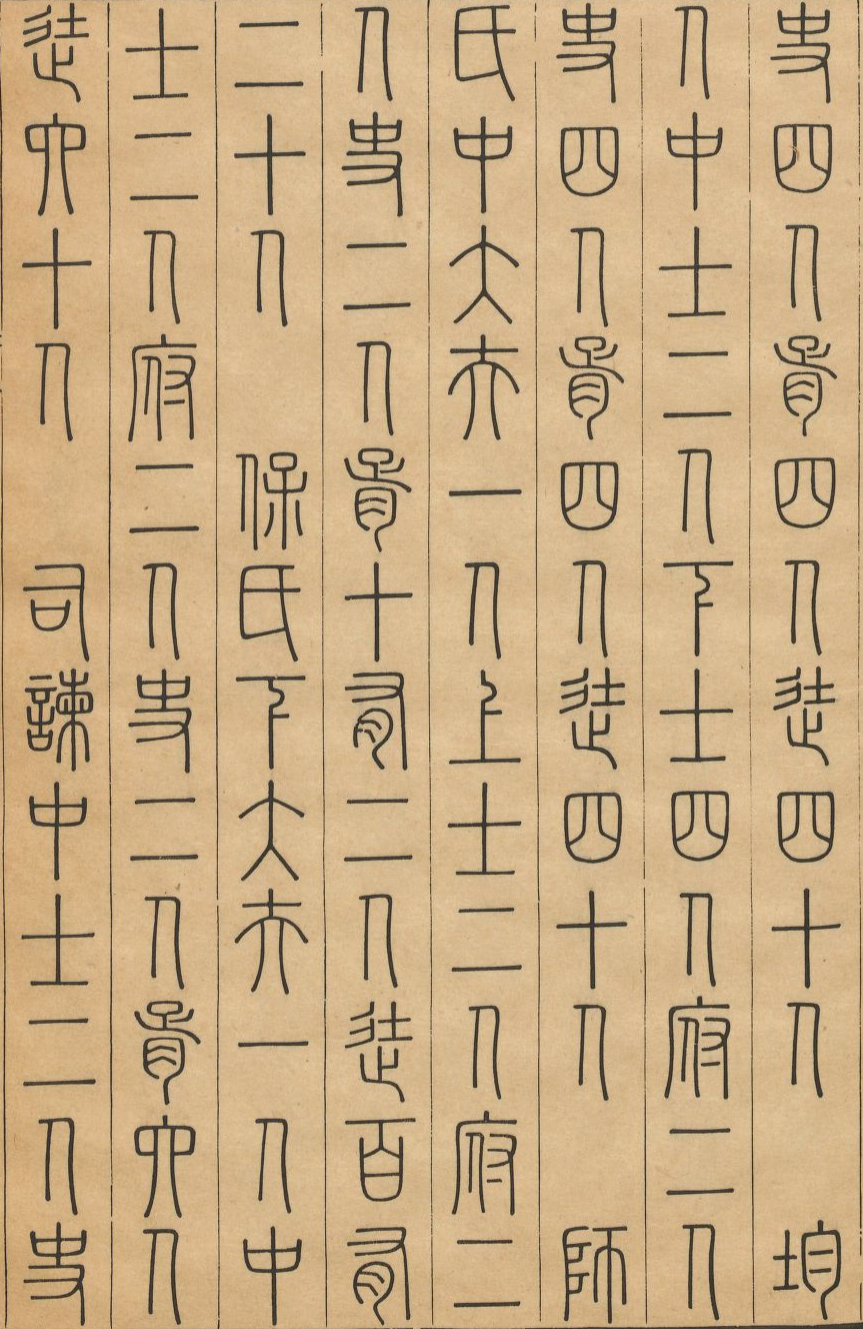 史四人胥四人徒四十人　均
人中士二人下士四人府二人
史四人胥四人徒四十人　師
氏中大夫一人上士二人府二
人史二人胥十有二人徒百有
二十人　保氏下大夫一人中
士二人府二人史二人胥六人
徒六十人　司諫中士二人史